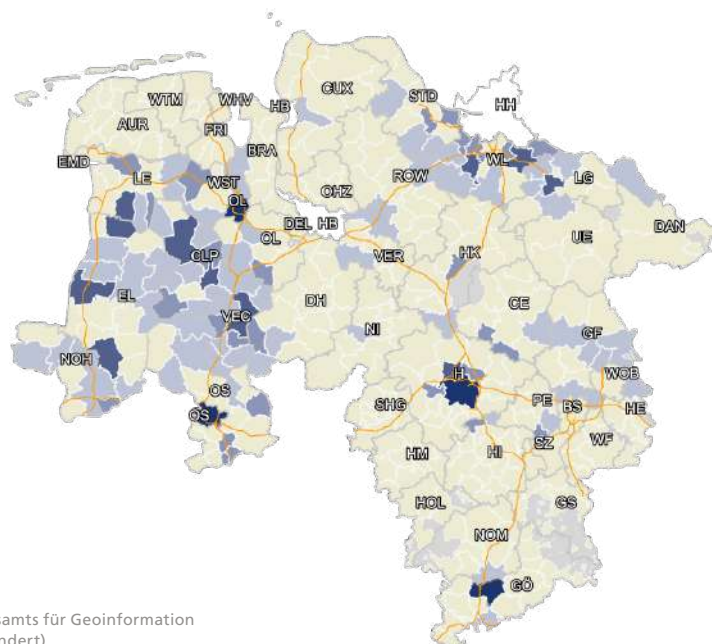 HH
CUX
STD
WTM
WHV
HB
AUR
FRI
BRA
EMD
LE
WST
OHZ
ROW
WL
LG
OL
DEL
HB
OL
DAN
UE
VER
HK
CLP
EL
DH
CE
VEC
NI
GF
NOH
H
WOB
OS
SHG
PE
BS
HE
OS
SZ
WF
HM
HI
HOL
GS
NOM
GÖ
samts für Geoinformation
ndert)